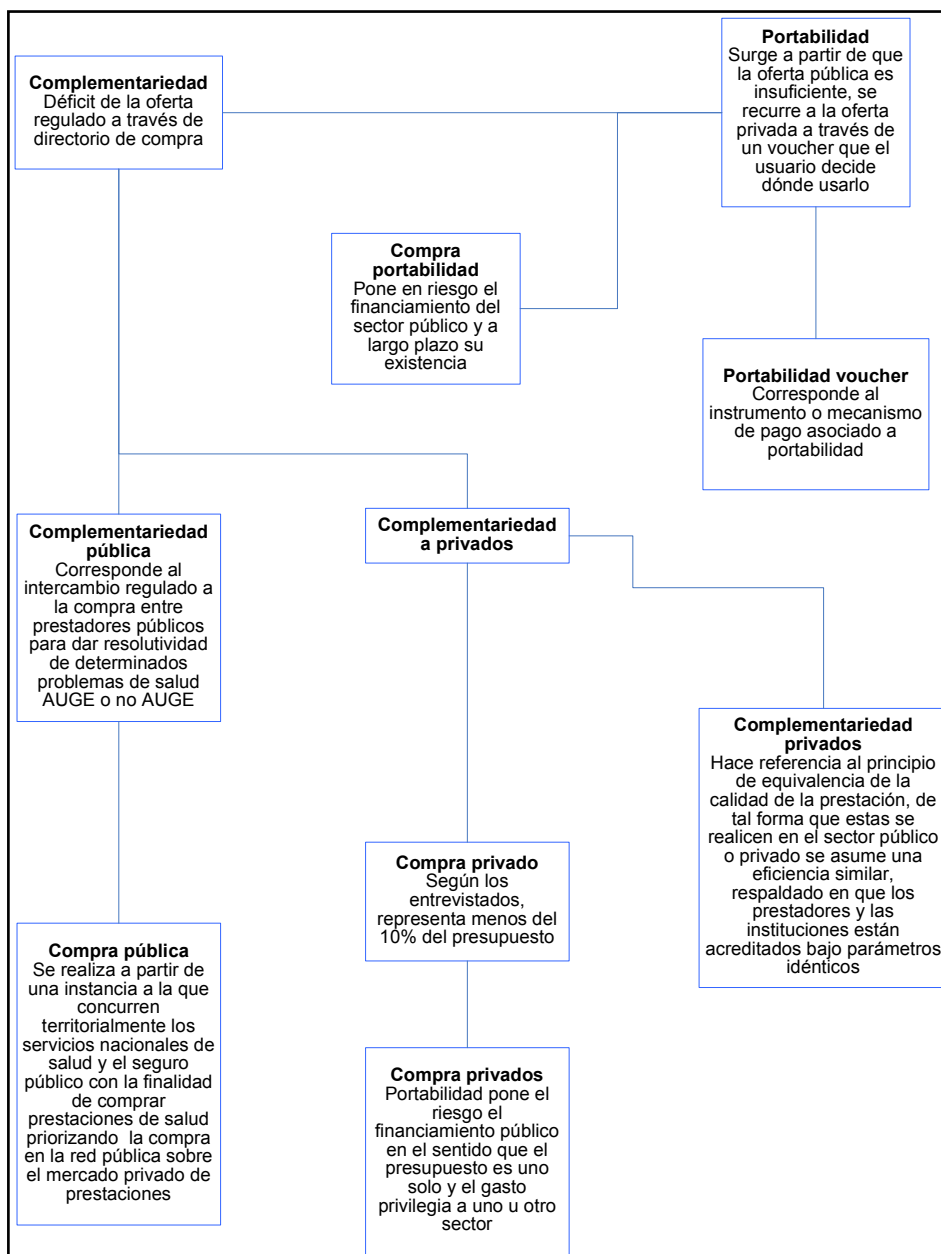 Complementariedad
Déficit de la oferta
regulado a través de
directorio de compra
Portabilidad
Surge a partir de que
la oferta pública es
insuficiente, se
recurre a la oferta
privada a través de
un voucher que el
usuario decide
dónde usarlo
Compra
portabilidad
Pone en riesgo el
financiamiento del
sector público y a
largo plazo su
existencia
Portabilidad voucher
Corresponde al
instrumento o mecanismo
de pago asociado a
portabilidad
Complementariedad
pública
Corresponde al
intercambio regulado a
la compra entre
prestadores públicos
para dar resolutividad
de determinados
problemas de salud
AUGE o no AUGE
Complementariedad
a privados
Complementariedad
privados
Hace referencia al principio
de equivalencia de la
calidad de la prestación, de
tal forma que estas se
realicen en el sector público
o privado se asume una
eficiencia similar,
respaldado en que los
prestadores y las
instituciones están
acreditados bajo parámetros
idénticos
Compra privado
Según los
entrevistados,
representa menos del
10% del presupuesto
Compra pública
Se realiza a partir de
una instancia a la que
concurren
territorialmente los
servicios nacionales de
salud y el seguro
público con la finalidad
de comprar
prestaciones de salud
priorizando la compra
en la red pública sobre
el mercado privado de
prestaciones
Compra privados
Portabilidad pone el
riesgo el
financiamiento público
en el sentido que el
presupuesto es uno
solo y el gasto
privilegia a uno u otro
sector